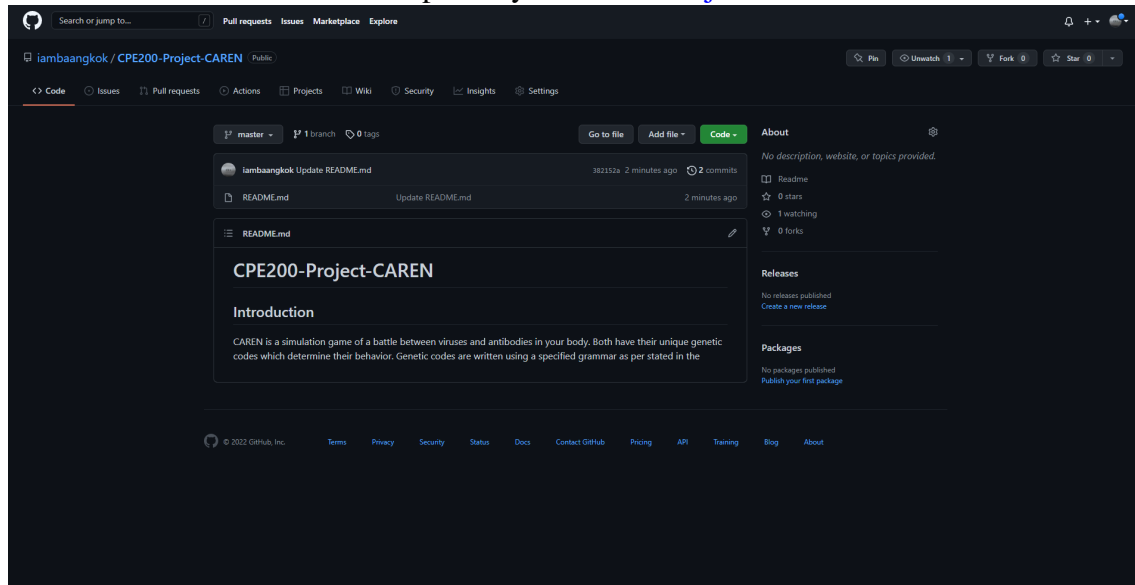 Search or jump to...
/
Pull requests Issues Marketplace Explore
iambaangkok / CPE200-Project-CAREN Public
Pin
Unwatch 1
Fork 0
Star 0
<> Code
Issues
Pull requests
Actions
Projects
Wiki
Security
Insights
Settings
master
1 branch
0 tags
Go to file
Add file
Code
iambaangkok Update README.md
382152a 2 minutes ago
2 commits
README.md
Update README.md
2 minutes ago
README.md
CPE200-Project-CAREN
Introduction
CAREN is a simulation game of a battle between viruses and antibodies in your body. Both have their unique genetic
codes which determine their behavior. Genetic codes are written using a specified grammar as per stated in the
About
No description, website, or topics provided.
Readme
0 stars
1 watching
0 forks
Releases
No releases published
Create a new release
Packages
No packages published
Publish your first package
© 2022 GitHub, Inc.
Terms
Privacy
Security
Status
Docs
Contact GitHub
Pricing
API
Training
Blog
About